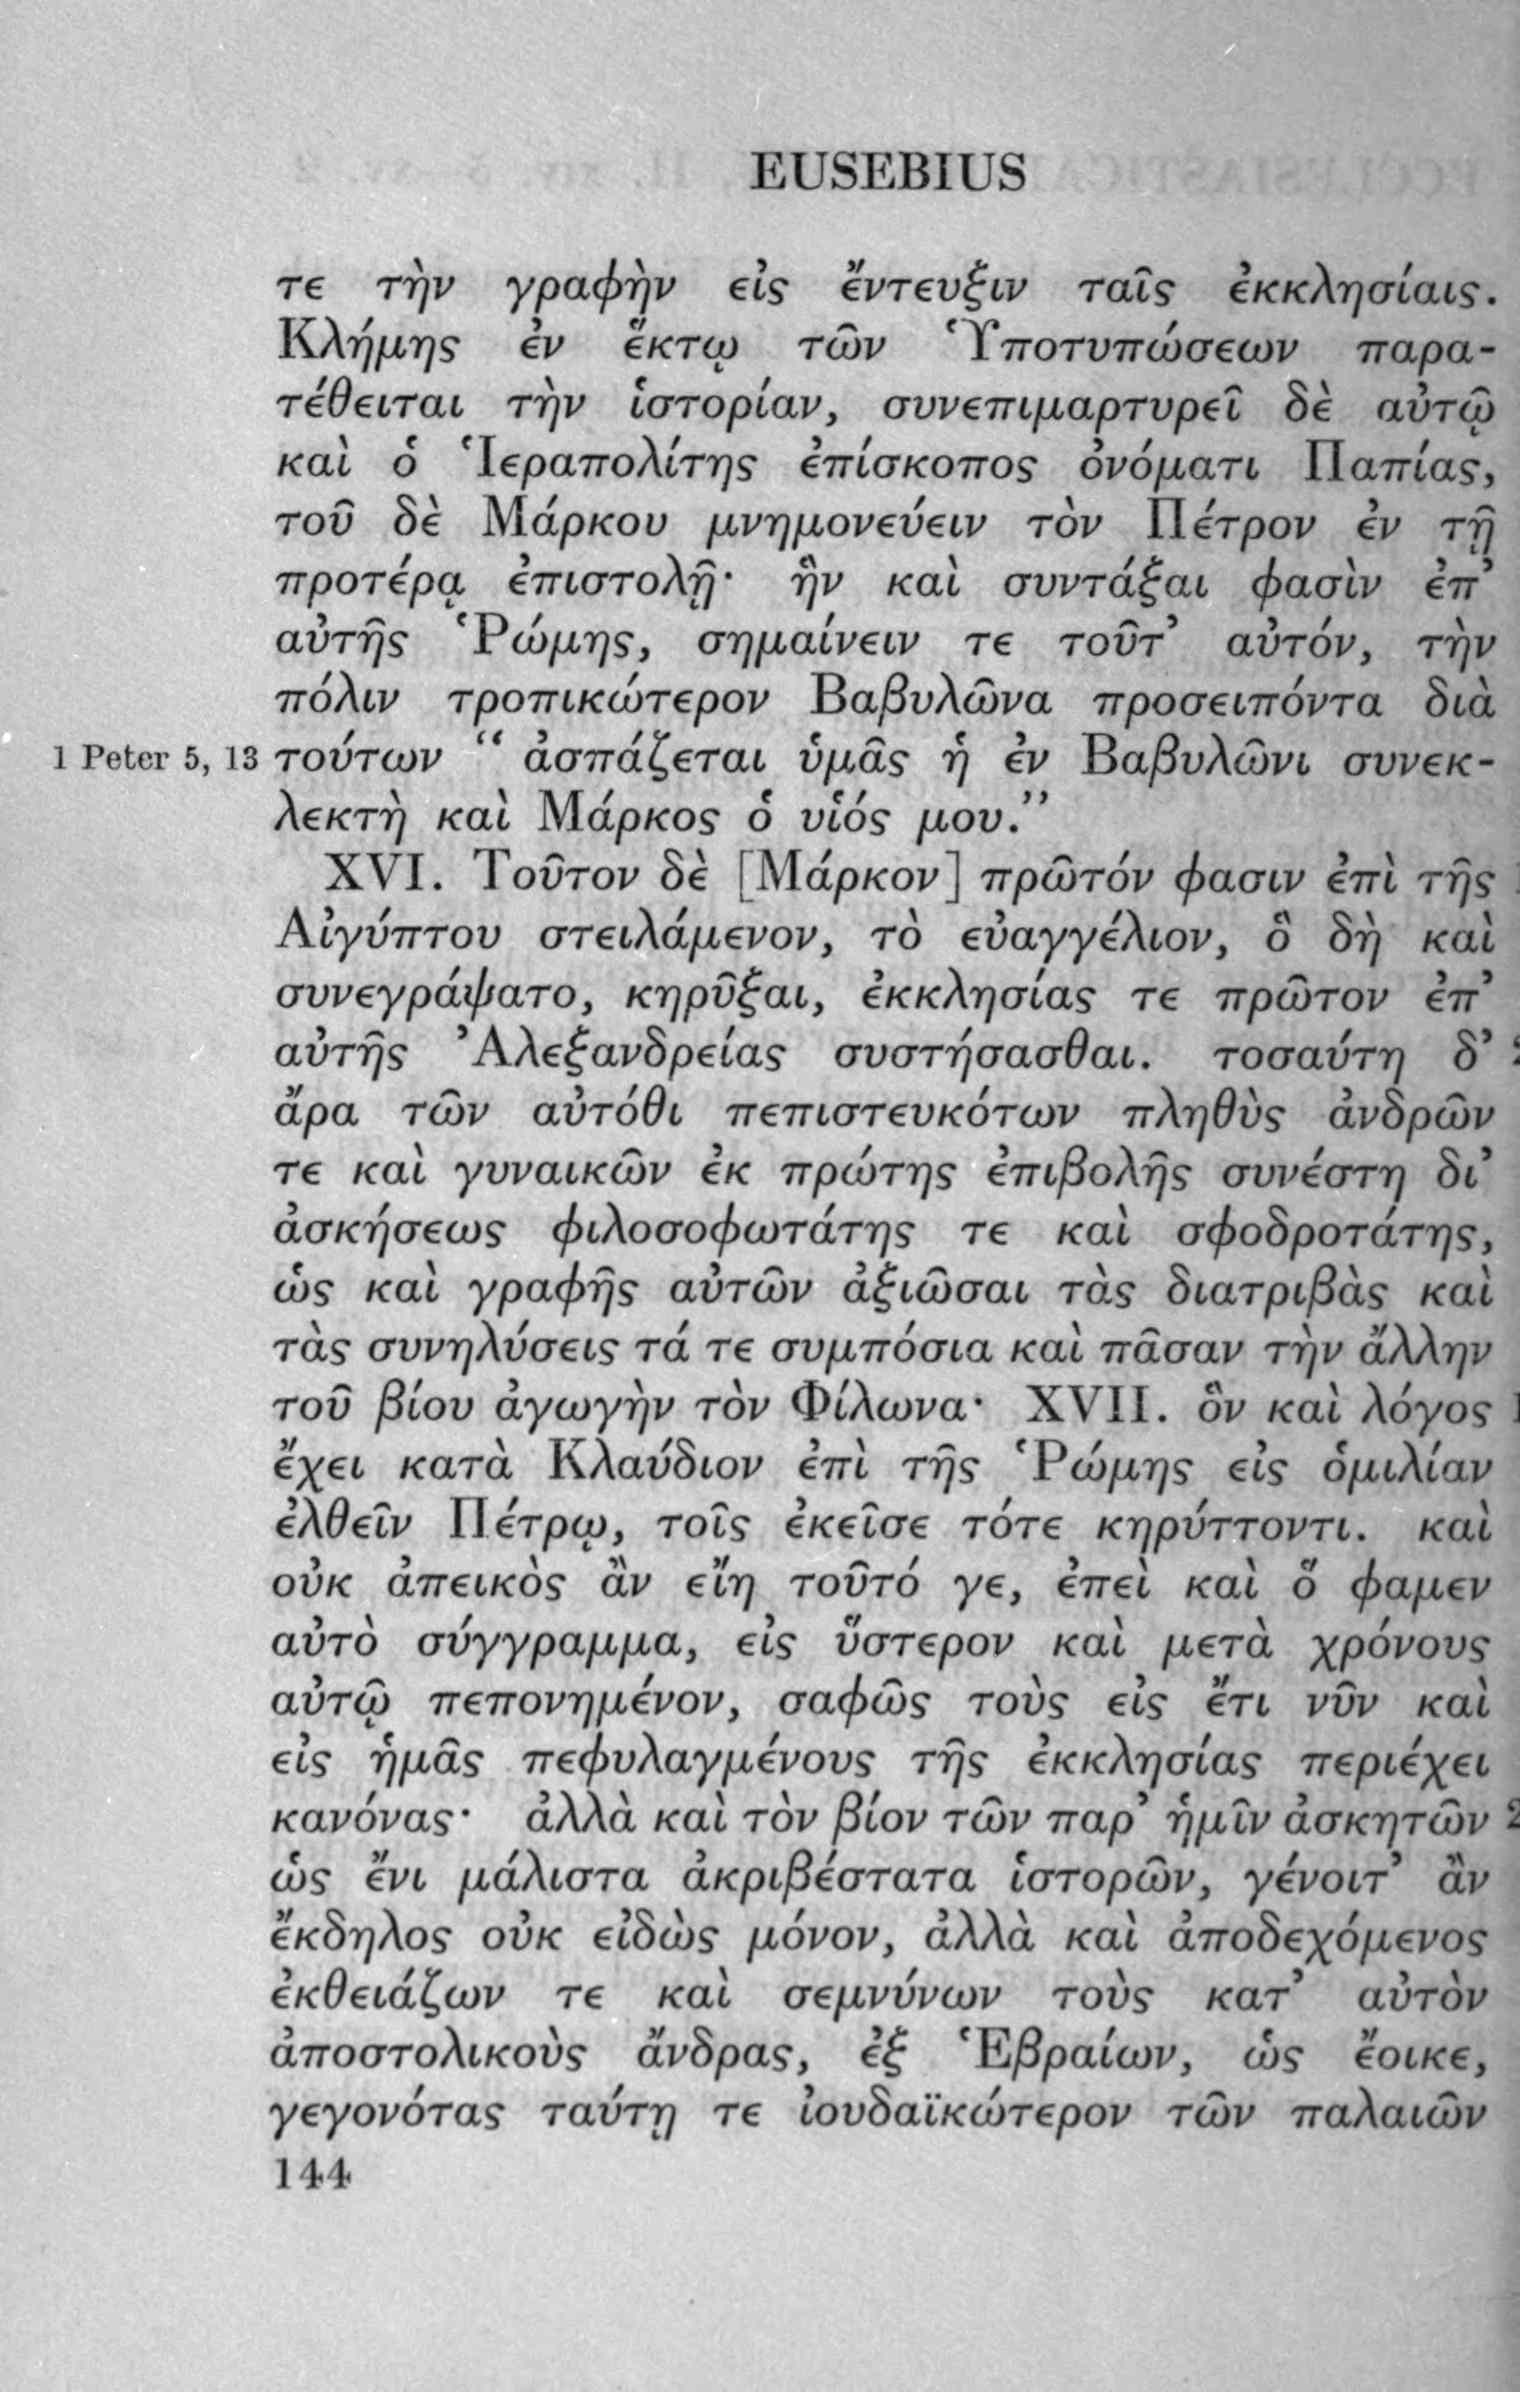 EUSEBIUS
τε τὴν γραφὴν εἰς ἔντευξιν ταῖς ἐκκλησίαις.
Κλήμης ἐν ἕκτῳ τῶν Ὑποτυπώσεων παρα-
τέθειται τὴν ἱστορίαν, συνεπιμαρτυρεῖ δὲ αὐτῷ
καὶ ὁ Ἱεραπολίτης ἐπίσκοπος ὀνόματι Παπίας,
τοῦ δὲ Μάρκου μνημονεύειν τὸν Πέτρον ἐν τῇ
προτέρᾳ ἐπιστολῇ· ἣν καὶ συντάξαι φασὶν ἐπ’
αὐτῆς Ῥώμης, σημαίνειν τε τοῦτ’ αὐτόν, τὴν
πόλιν τροπικώτερον Βαβυλῶνα προσειπόντα διὰ
1 Peter 5, 13 τούτων “ ἀσπάζεται ὑμᾶς ἡ ἐν Βαβυλῶνι συνεκ-
λεκτὴ καὶ Μάρκος ὁ υἱός μου.”
XVI. Τοῦτον δὲ [Μάρκον] πρῶτόν φασιν ἐπὶ τῆς
Αἰγύπτου στειλάμενον, τὸ εὐαγγέλιον, ὃ δὴ καὶ
συνεγράψατο, κηρῦξαι, ἐκκλησίας τε πρῶτον ἐπ’
αὐτῆς Ἀλεξανδρείας συστήσασθαι. τοσαύτη δ’
ἄρα τῶν αὐτόθι πεπιστευκότων πληθὺς ἀνδρῶν
τε καὶ γυναικῶν ἐκ πρώτης ἐπιβολῆς συνέστη δι’
ἀσκήσεως φιλοσοφωτάτης τε καὶ σφοδροτάτης,
ὡς καὶ γραφῆς αὐτῶν ἀξιῶσαι τὰς διατριβὰς καὶ
τὰς συνηλύσεις τά τε συμπόσια καὶ πᾶσαν τὴν ἄλλην
τοῦ βίου ἀγωγὴν τὸν Φίλωνα· XVII. ὃν καὶ λόγος
ἔχει κατὰ Κλαύδιον ἐπὶ τῆς Ῥώμης εἰς ὁμιλίαν
ἐλθεῖν Πέτρῳ, τοῖς ἐκεῖσε τότε κηρύττοντι. καὶ
οὐκ ἀπεικὸς ἂν εἴη τοῦτό γε, ἐπεὶ καὶ ὅ φαμεν
αὐτὸ σύγγραμμα, εἰς ὕστερον καὶ μετὰ χρόνους
αὐτῷ πεπονημένον, σαφῶς τοὺς εἰς ἔτι νῦν καὶ
εἰς ἡμᾶς πεφυλαγμένους τῆς ἐκκλησίας περιέχει
κανόνας· ἀλλὰ καὶ τὸν βίον τῶν παρ’ ἡμῖν ἀσκητῶν 2
ὡς ἔνι μάλιστα ἀκριβέστατα ἱστορῶν, γένοιτ’ ἂν
ἔκδηλος οὐκ εἰδὼς μόνον, ἀλλὰ καὶ ἀποδεχόμενος
ἐκθειάζων τε καὶ σεμνύνων τοὺς κατ’ αὐτὸν
ἀποστολικοὺς ἄνδρας, ἐξ Ἑβραίων, ὡς ἔοικε,
γεγονότας ταύτῃ τε ἰουδαϊκώτερον τῶν παλαιῶν
144